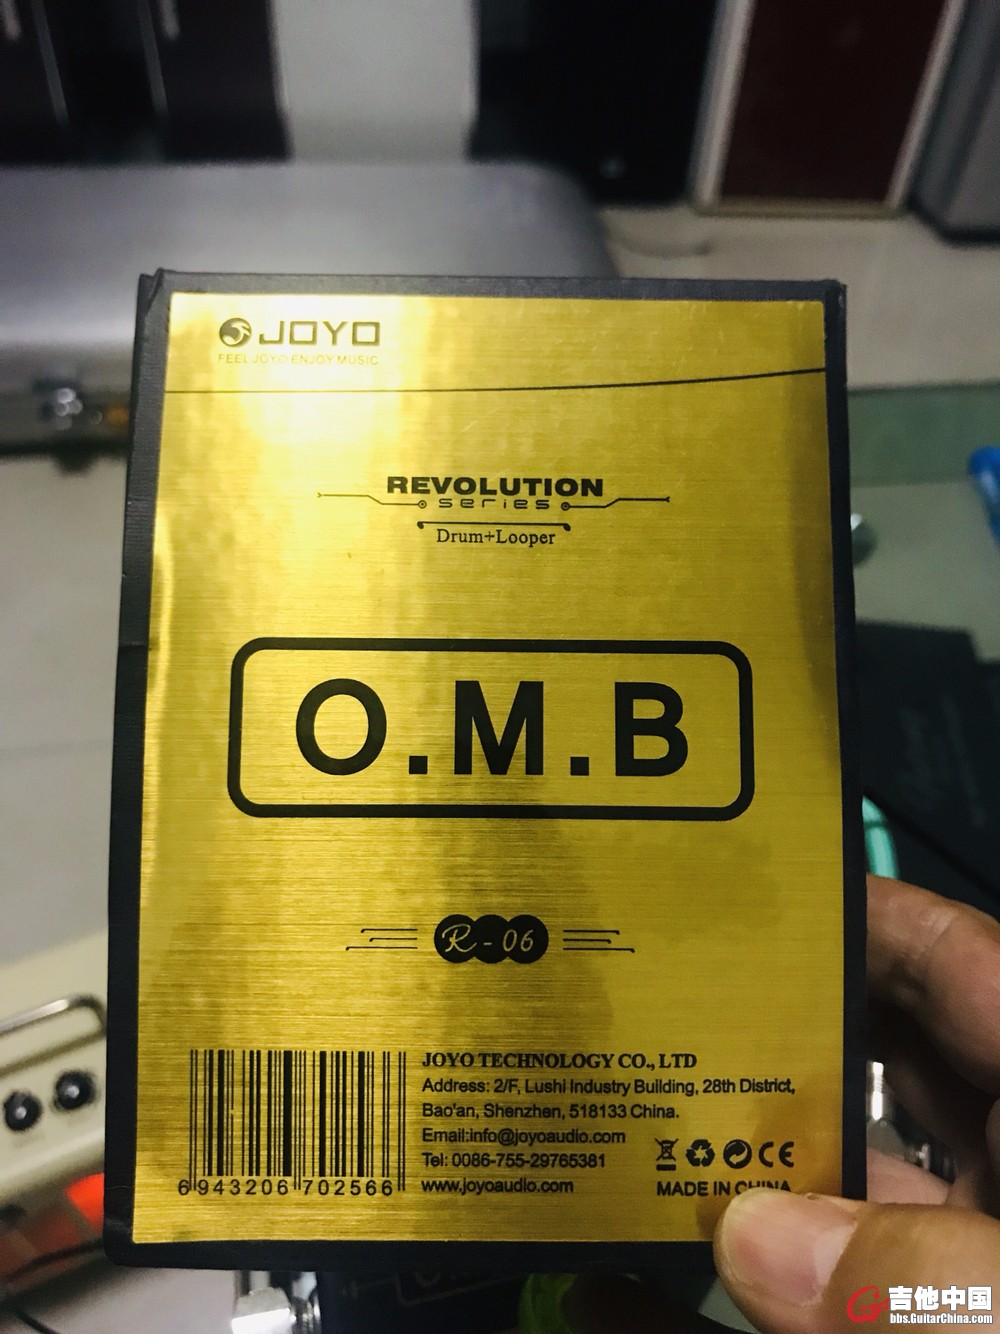 JOYO
FEEL JOYO ENJOY MUSIC
REVOLUTION
series
Drum+Looper
O.M.B
R-06
JOYO TECHNOLOGY CO., LTD
Address: 2/F, Lushi Industry Building, 28th District,
Bao'an, Shenzhen, 518133 China.
Email:info@joyoaudio.com
Tel: 0086-755-29765381
www.joyoaudio.com
CE
MADE IN CHINA
6 943206 702566
吉他中国
bbs.GuitarChina.com